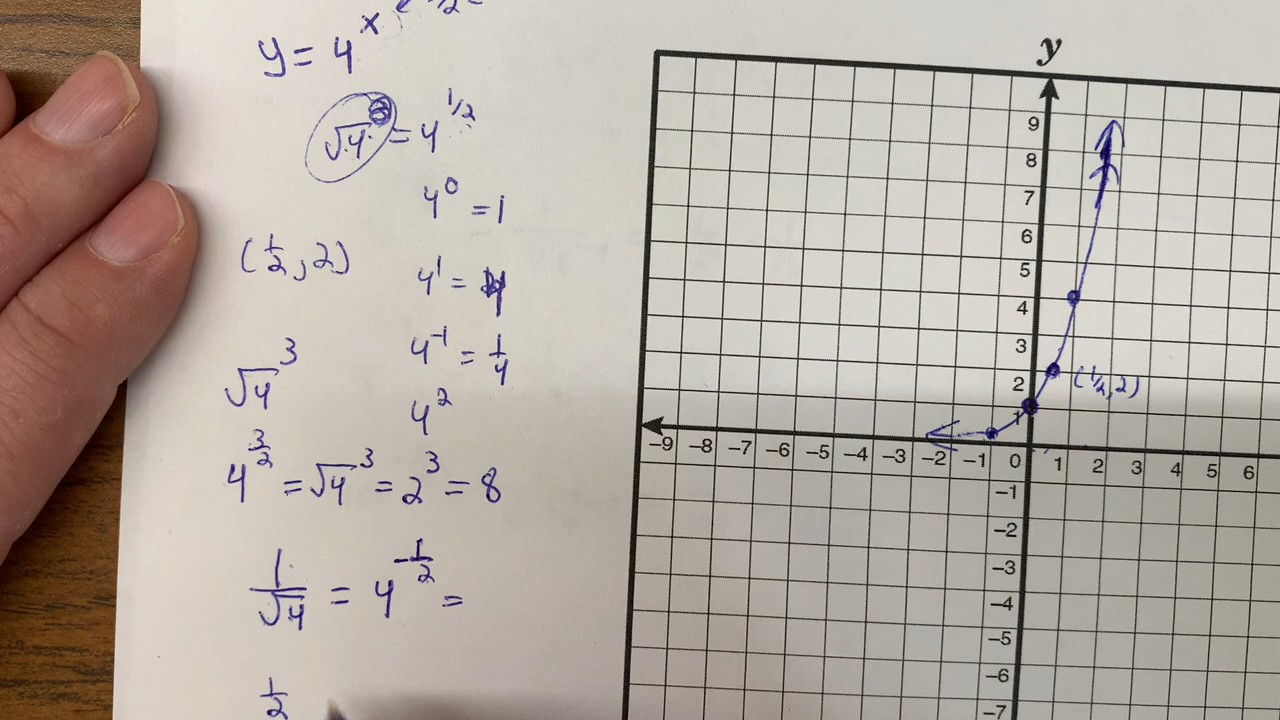 y = 4^x
√4 = 4^1/2
4^0 = 1
(1/2, 2)
4^1 = 4
4^-1 = 1/4
√4^3
4^2
4^3/2 = √4^3 = 2^3 = 8
1/√4 = 4^-1/2 =
1/2
y
9
8
7
6
5
4
3
2
1
(1/2, 2)
−9 −8 −7 −6 −5 −4 −3 −2 −1 0 1 2 3 4 5 6
−1
−2
−3
−4
−5
−6
−7